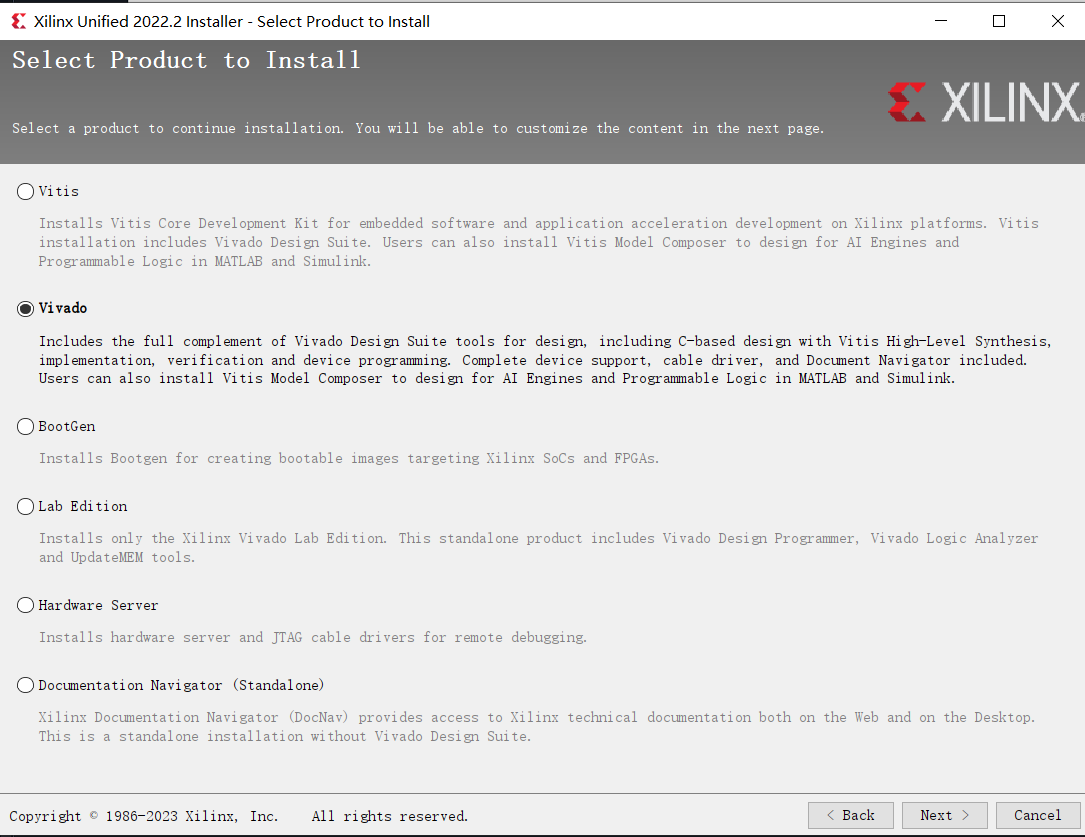 Xilinx Unified 2022.2 Installer - Select Product to Install
Select Product to Install
XILINX®
Select a product to continue installation. You will be able to customize the content in the next page.
Vitis
Installs Vitis Core Development Kit for embedded software and application acceleration development on Xilinx platforms. Vitis
installation includes Vivado Design Suite. Users can also install Vitis Model Composer to design for AI Engines and
Programmable Logic in MATLAB and Simulink.
Vivado
Includes the full complement of Vivado Design Suite tools for design, including C-based design with Vitis High-Level Synthesis,
implementation, verification and device programming. Complete device support, cable driver, and Document Navigator included.
Users can also install Vitis Model Composer to design for AI Engines and Programmable Logic in MATLAB and Simulink.
BootGen
Installs Bootgen for creating bootable images targeting Xilinx SoCs and FPGAs.
Lab Edition
Installs only the Xilinx Vivado Lab Edition. This standalone product includes Vivado Design Programmer, Vivado Logic Analyzer
and UpdateMEM tools.
Hardware Server
Installs hardware server and JTAG cable drivers for remote debugging.
Documentation Navigator (Standalone)
Xilinx Documentation Navigator (DocNav) provides access to Xilinx technical documentation both on the Web and on the Desktop.
This is a standalone installation without Vivado Design Suite.
Copyright © 1986-2023 Xilinx, Inc. All rights reserved.
< Back Next > Cancel